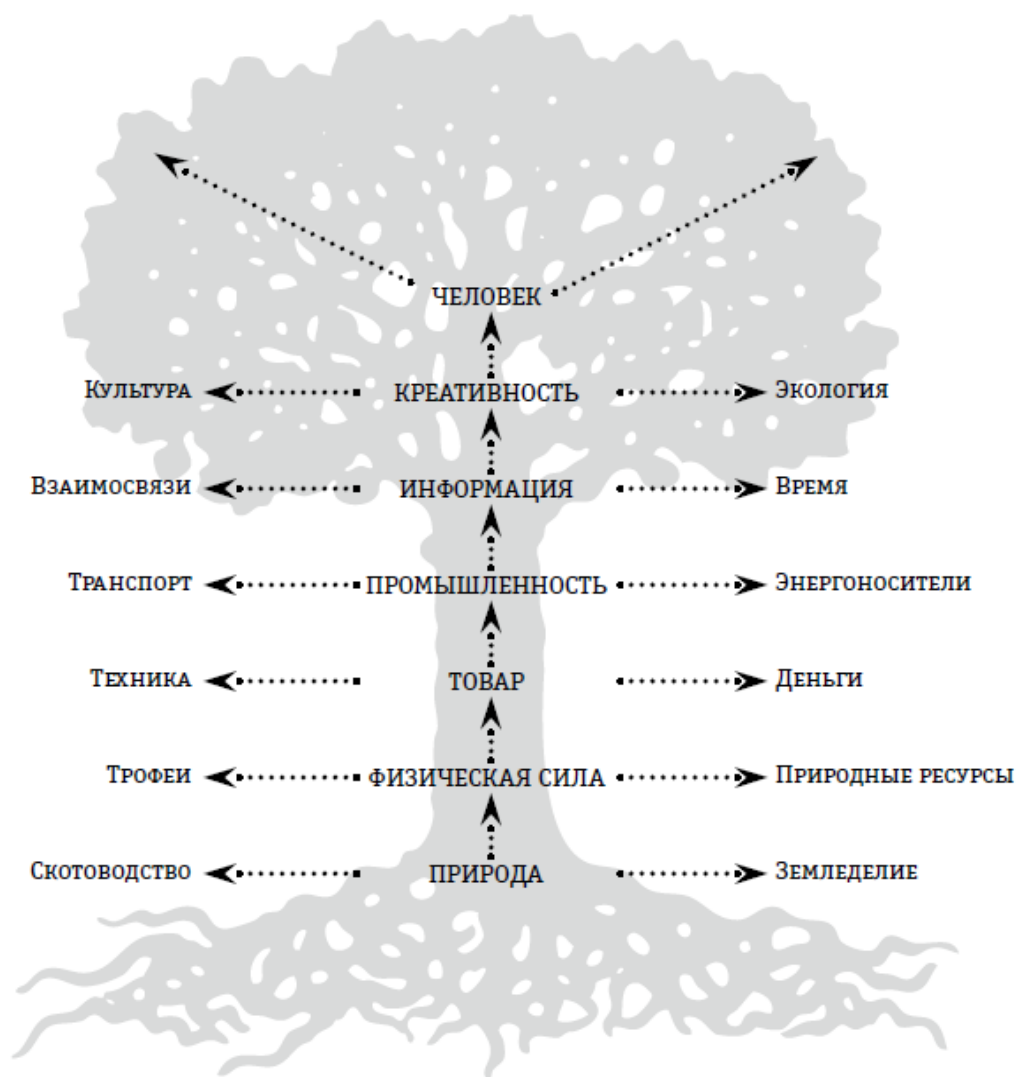 ЧЕЛОВЕК
Культура КРЕАТИВНОСТЬ Экология
Взаимосвязи ИНФОРМАЦИЯ Время
Транспорт ПРОМЫШЛЕННОСТЬ Энергоносители
Техника ТОВАР Деньги
Трофеи ФИЗИЧЕСКАЯ СИЛА Природные ресурсы
Скотоводство ПРИРОДА Земледелие